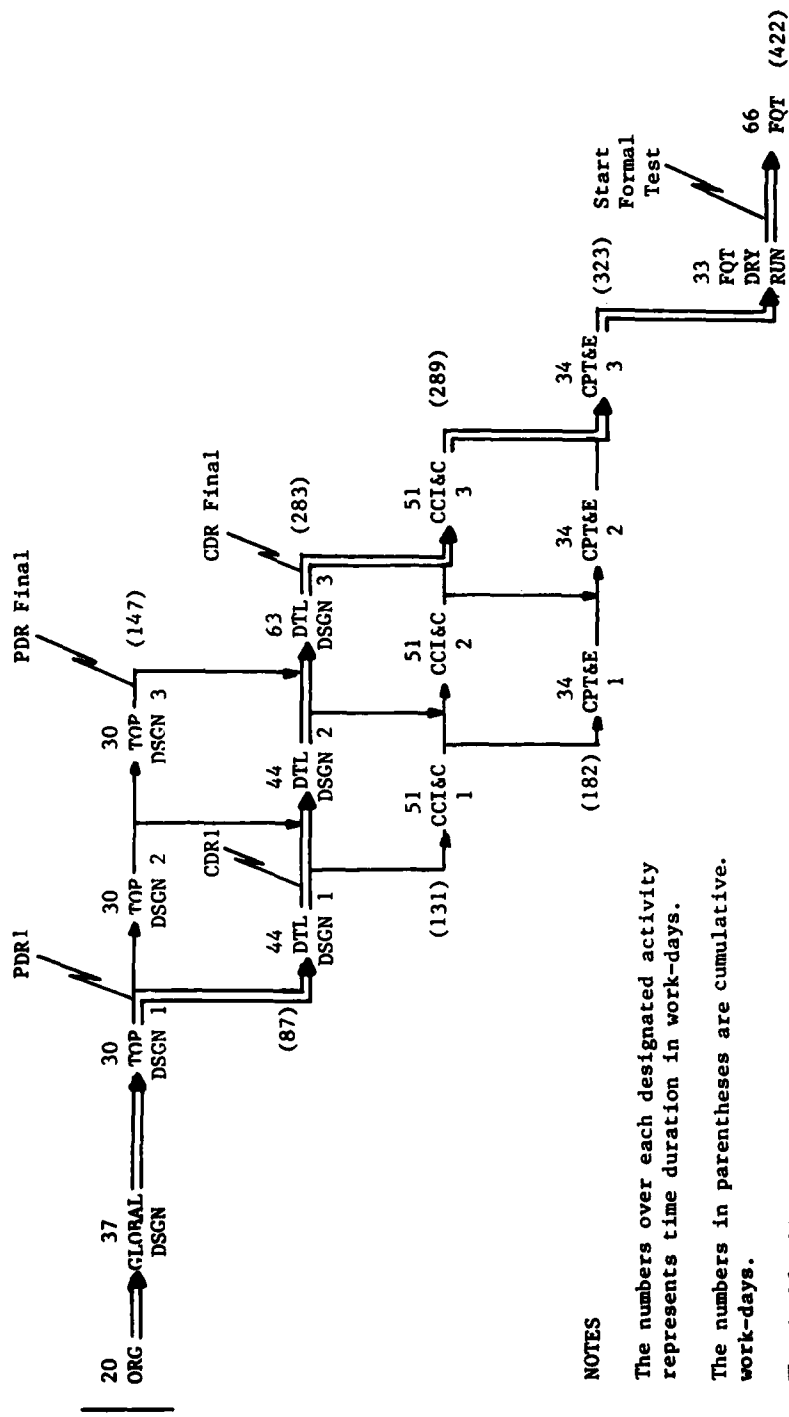 PDR1
PDR Final
20
37
30
30
30
ORG
GLOBAL
DSGN
TOP
DSGN 1
TOP
DSGN 2
TOP
DSGN 3
(147)
CDR1
CDR Final
(87)
44
44
63
DTL
DSGN 1
DTL
DSGN 2
DTL
DSGN 3
(283)
(131)
51
51
51
CCI&C
1
CCI&C
2
CCI&C
3
(289)
(182)
34
34
34
CPT&E
1
CPT&E
2
CPT&E
3
(323)
Start
Formal
Test
33
FQT
DRY
RUN
66
FQT
(422)
NOTES
The numbers over each designated activity
represents time duration in work-days.
The numbers in parentheses are cumulative.
work-days.